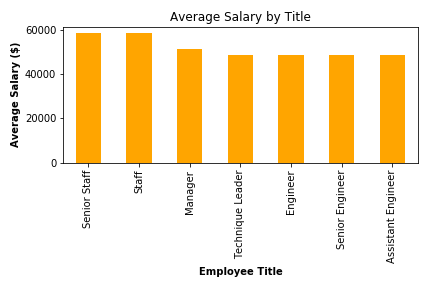 Average Salary by Title
Average Salary ($)
60000
40000
20000
0
Senior Staff
Staff
Manager
Technique Leader
Engineer
Senior Engineer
Assistant Engineer
Employee Title